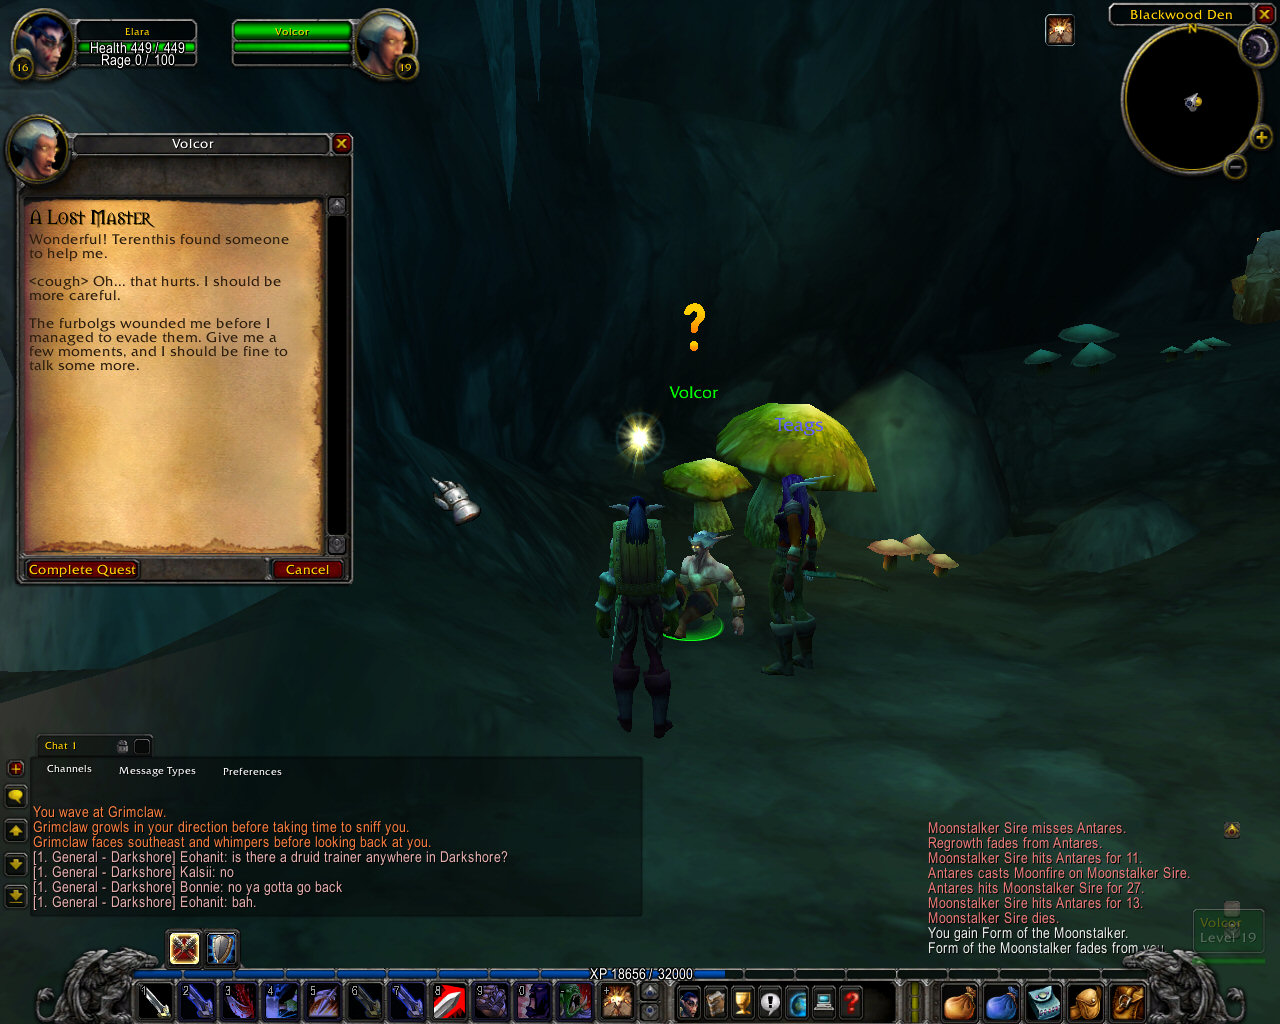 Elara
Health 449 / 449
Rage 0 / 100
16
Volcor
19
Blackwood Den
N
Volcor
A Lost Master
Wonderful! Terenthis found someone
to help me.
<cough> Oh... that hurts. I should be
more careful.
The furbolgs wounded me before I
managed to evade them. Give me a
few moments, and I should be fine to
talk some more.
Complete Quest
Cancel
?
Volcor
Teags
Chat 1
Channels
Message Types
Preferences
You wave at Grimclaw.
Grimclaw growls in your direction before taking time to sniff you.
Grimclaw faces southeast and whimpers before looking back at you.
[1. General - Darkshore] Eohanit: is there a druid trainer anywhere in Darkshore?
[1. General - Darkshore] Kalsii: no
[1. General - Darkshore] Bonnie: no ya gotta go back
[1. General - Darkshore] Eohanit: bah.
Moonstalker Sire misses Antares.
Regrowth fades from Antares.
Moonstalker Sire hits Antares for 11.
Antares casts Moonfire on Moonstalker Sire.
Antares hits Moonstalker Sire for 27.
Moonstalker Sire hits Antares for 13.
Moonstalker Sire dies.
You gain Form of the Moonstalker.
Form of the Moonstalker fades from you.
Volcor
Level 19
XP 18656 / 32000
1 2 3 4 5 6 7 8 9 0 - +